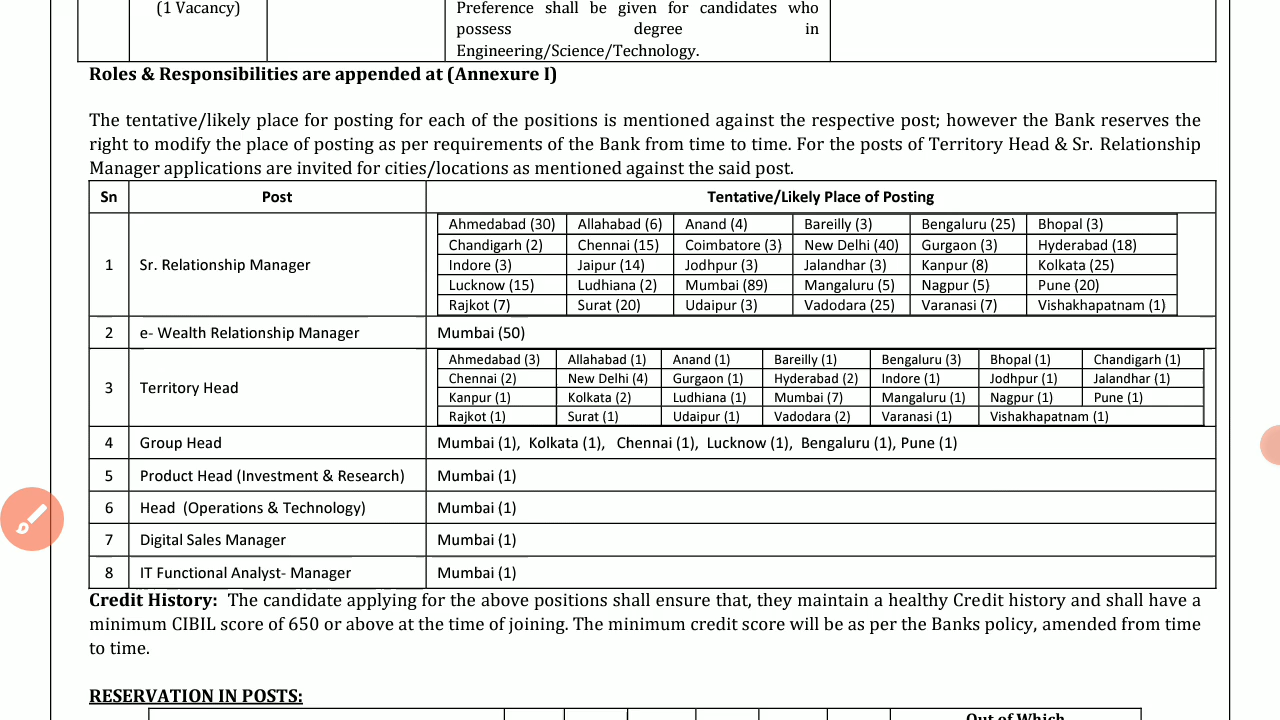 (1 Vacancy)
Preference shall be given for candidates who
possess degree in
Engineering/Science/Technology.
Roles & Responsibilities are appended at (Annexure I)
The tentative/likely place for posting for each of the positions is mentioned against the respective post; however the Bank reserves the
right to modify the place of posting as per requirements of the Bank from time to time. For the posts of Territory Head & Sr. Relationship
Manager applications are invited for cities/locations as mentioned against the said post.
Sn Post Tentative/Likely Place of Posting
1 Sr. Relationship Manager
Ahmedabad (30) Allahabad (6) Anand (4) Bareilly (3) Bengaluru (25) Bhopal (3)
Chandigarh (2) Chennai (15) Coimbatore (3) New Delhi (40) Gurgaon (3) Hyderabad (18)
Indore (3) Jaipur (14) Jodhpur (3) Jalandhar (3) Kanpur (8) Kolkata (25)
Lucknow (15) Ludhiana (2) Mumbai (89) Mangaluru (5) Nagpur (5) Pune (20)
Rajkot (7) Surat (20) Udaipur (3) Vadodara (25) Varanasi (7) Vishakhapatnam (1)
2 e- Wealth Relationship Manager Mumbai (50)
3 Territory Head
Ahmedabad (3) Allahabad (1) Anand (1) Bareilly (1) Bengaluru (3) Bhopal (1) Chandigarh (1)
Chennai (2) New Delhi (4) Gurgaon (1) Hyderabad (2) Indore (1) Jodhpur (1) Jalandhar (1)
Kanpur (1) Kolkata (2) Ludhiana (1) Mumbai (7) Mangaluru (1) Nagpur (1) Pune (1)
Rajkot (1) Surat (1) Udaipur (1) Vadodara (2) Varanasi (1) Vishakhapatnam (1)
4 Group Head Mumbai (1), Kolkata (1), Chennai (1), Lucknow (1), Bengaluru (1), Pune (1)
5 Product Head (Investment & Research) Mumbai (1)
6 Head (Operations & Technology) Mumbai (1)
7 Digital Sales Manager Mumbai (1)
8 IT Functional Analyst- Manager Mumbai (1)
Credit History: The candidate applying for the above positions shall ensure that, they maintain a healthy Credit history and shall have a
minimum CIBIL score of 650 or above at the time of joining. The minimum credit score will be as per the Banks policy, amended from time
to time.
RESERVATION IN POSTS:
Out of Which